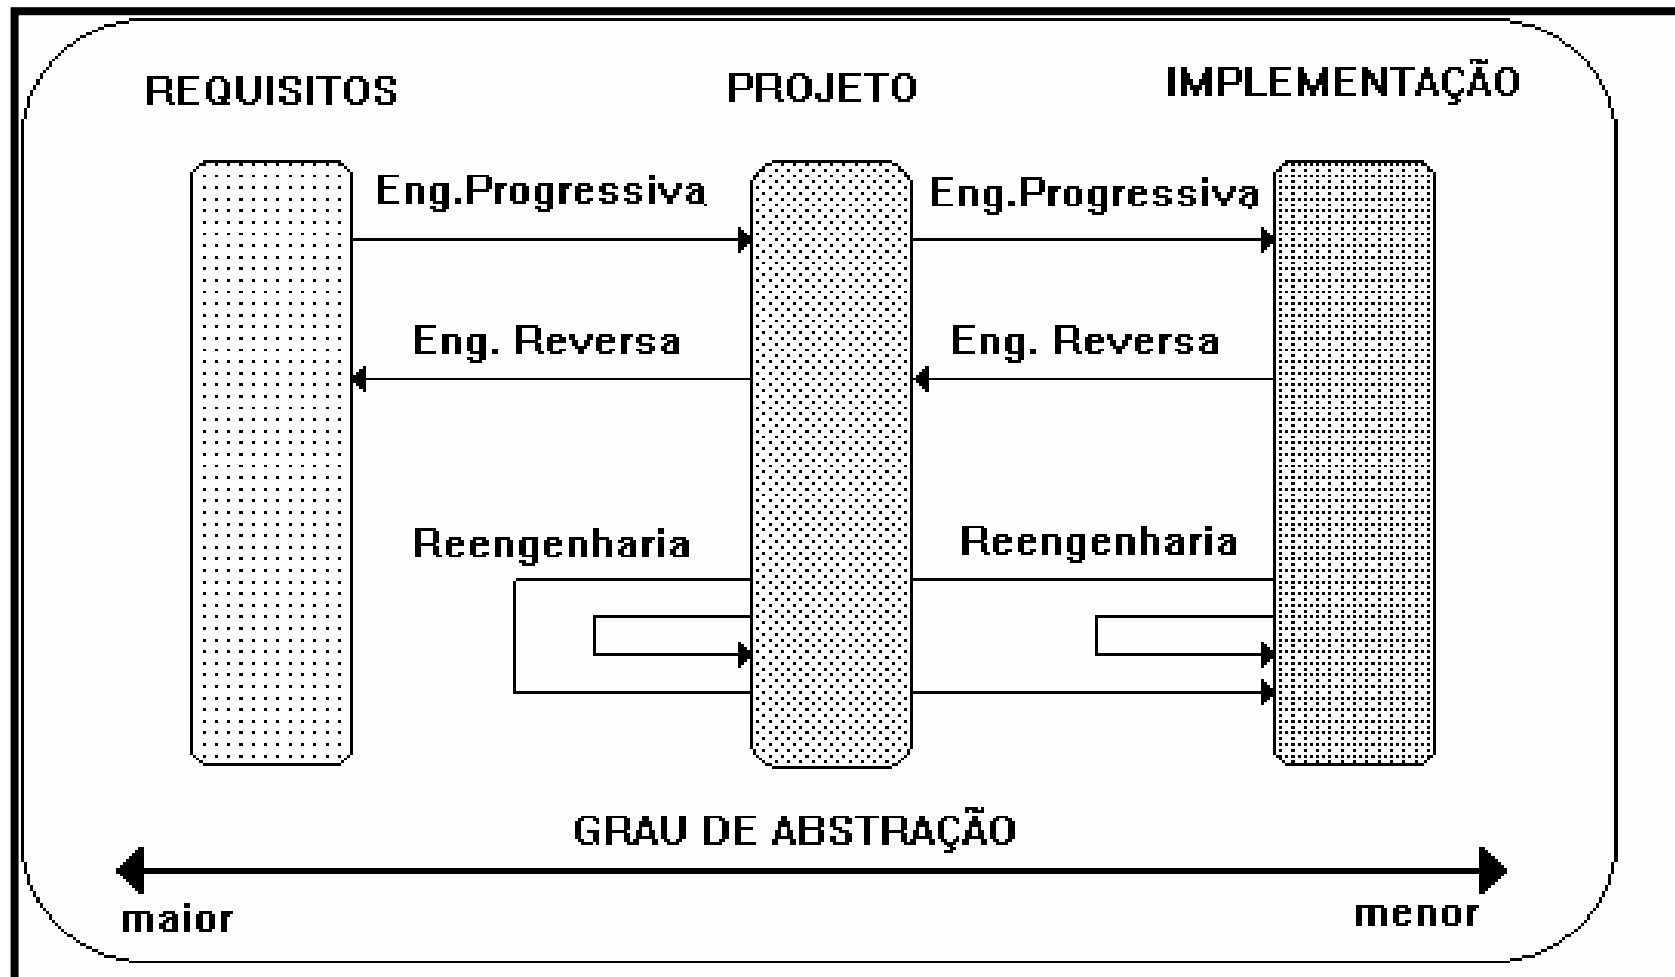 REQUISITOS
PROJETO
IMPLEMENTAÇÃO
Eng.Progressiva
Eng.Progressiva
Eng. Reversa
Eng. Reversa
Reengenharia
Reengenharia
GRAU DE ABSTRAÇÃO
maior
menor